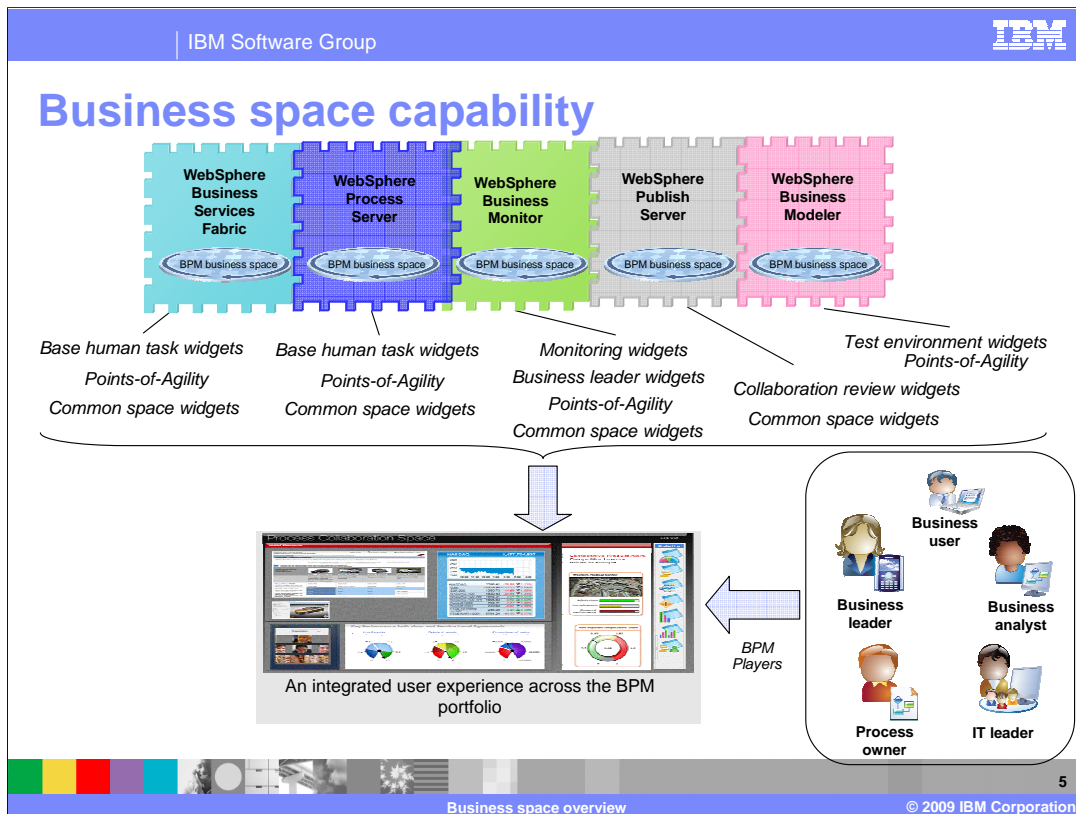 IBM Software Group
IBM
Business space capability
WebSphere
Business
Services
Fabric
BPM business space
WebSphere
Process
Server
BPM business space
WebSphere
Business
Monitor
BPM business space
WebSphere
Publish
Server
BPM business space
WebSphere
Business
Modeler
BPM business space
Base human task widgets
Points-of-Agility
Common space widgets
Base human task widgets
Points-of-Agility
Common space widgets
Monitoring widgets
Business leader widgets
Points-of-Agility
Common space widgets
Collaboration review widgets
Common space widgets
Test environment widgets
Points-of-Agility
Process Collaboration Space
An integrated user experience across the BPM
portfolio
BPM
Players
Business
user
Business
leader
Business
analyst
Process
owner
IT leader
5
Business space overview
© 2009 IBM Corporation